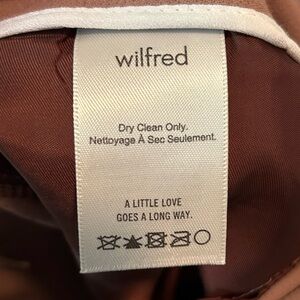 wilfred
Dry Clean Only.
Nettoyage À Sec Seulement.
A LITTLE LOVE
GOES A LONG WAY.